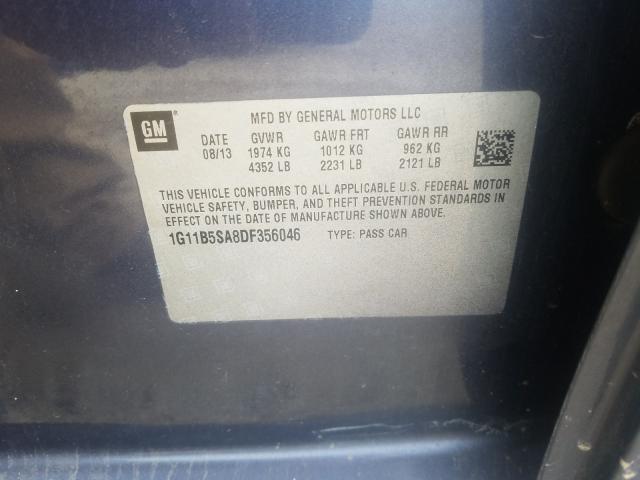 MFD BY GENERAL MOTORS LLC
GM
DATE GVWR GAWR FRT GAWR RR
08/13 1974 KG 1012 KG 962 KG
4352 LB 2231 LB 2121 LB
THIS VEHICLE CONFORMS TO ALL APPLICABLE U.S. FEDERAL MOTOR
VEHICLE SAFETY, BUMPER, AND THEFT PREVENTION STANDARDS IN
EFFECT ON THE DATE OF MANUFACTURE SHOWN ABOVE.
1G11B5SA8DF356046 TYPE: PASS CAR